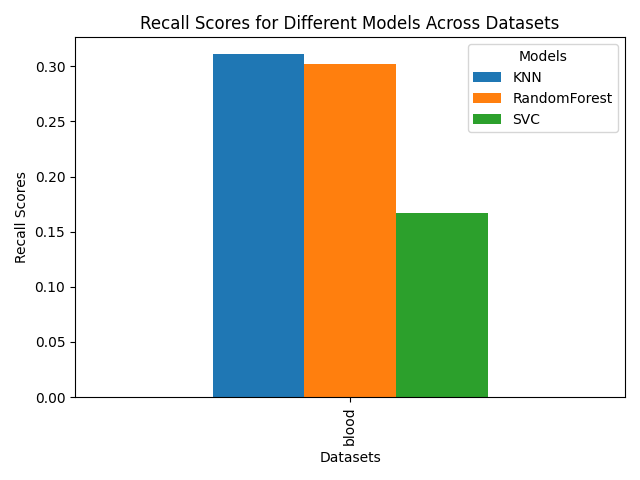 Recall Scores for Different Models Across Datasets
Models
KNN
RandomForest
SVC
Recall Scores
0.30
0.25
0.20
0.15
0.10
0.05
0.00
blood
Datasets